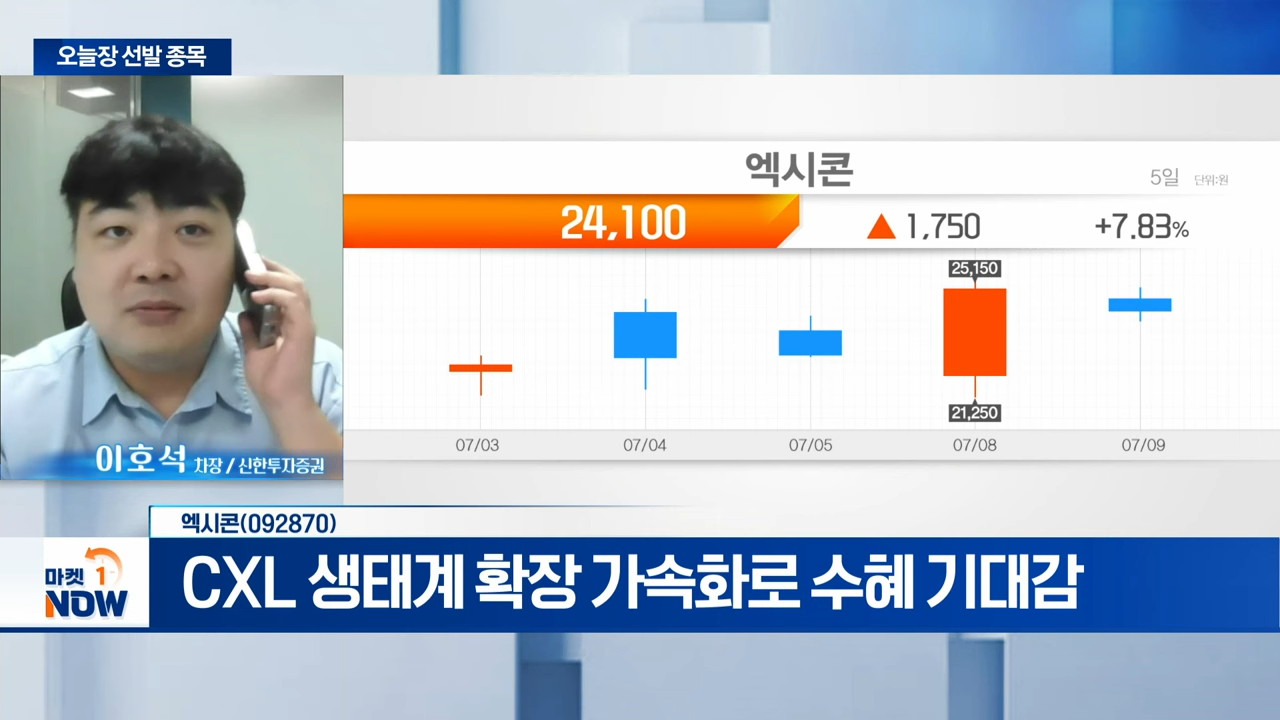 오늘장 선발 종목
엑시콘
5일 단위:원
24,100 ▲ 1,750 +7.83%
25,150
21,250
07/03 07/04 07/05 07/08 07/09
이호석 차장 / 신한투자증권
엑시콘(092870)
마켓 1
NOW
CXL 생태계 확장 가속화로 수혜 기대감